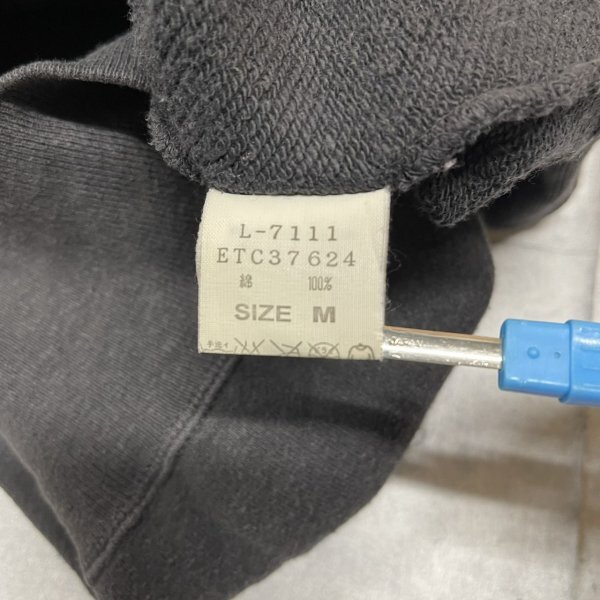 L-7111
ETC37624
綿 100%
SIZE M